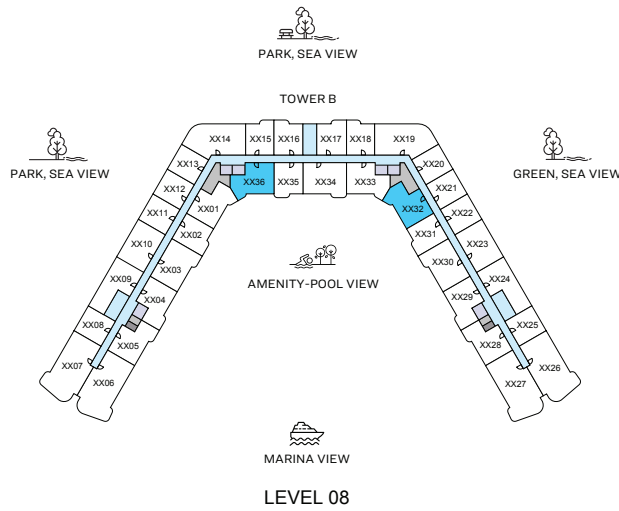 PARK, SEA VIEW
TOWER B
PARK, SEA VIEW
GREEN, SEA VIEW
XX14
XX15
XX16
XX17
XX18
XX19
XX13
XX20
XX12
XX36
XX35
XX34
XX33
XX21
XX11
XX01
XX32
XX22
XX10
XX02
XX31
XX23
XX09
XX03
XX30
XX24
XX08
XX04
XX29
XX25
XX07
XX05
XX28
XX26
XX06
XX27
AMENITY-POOL VIEW
MARINA VIEW
LEVEL 08